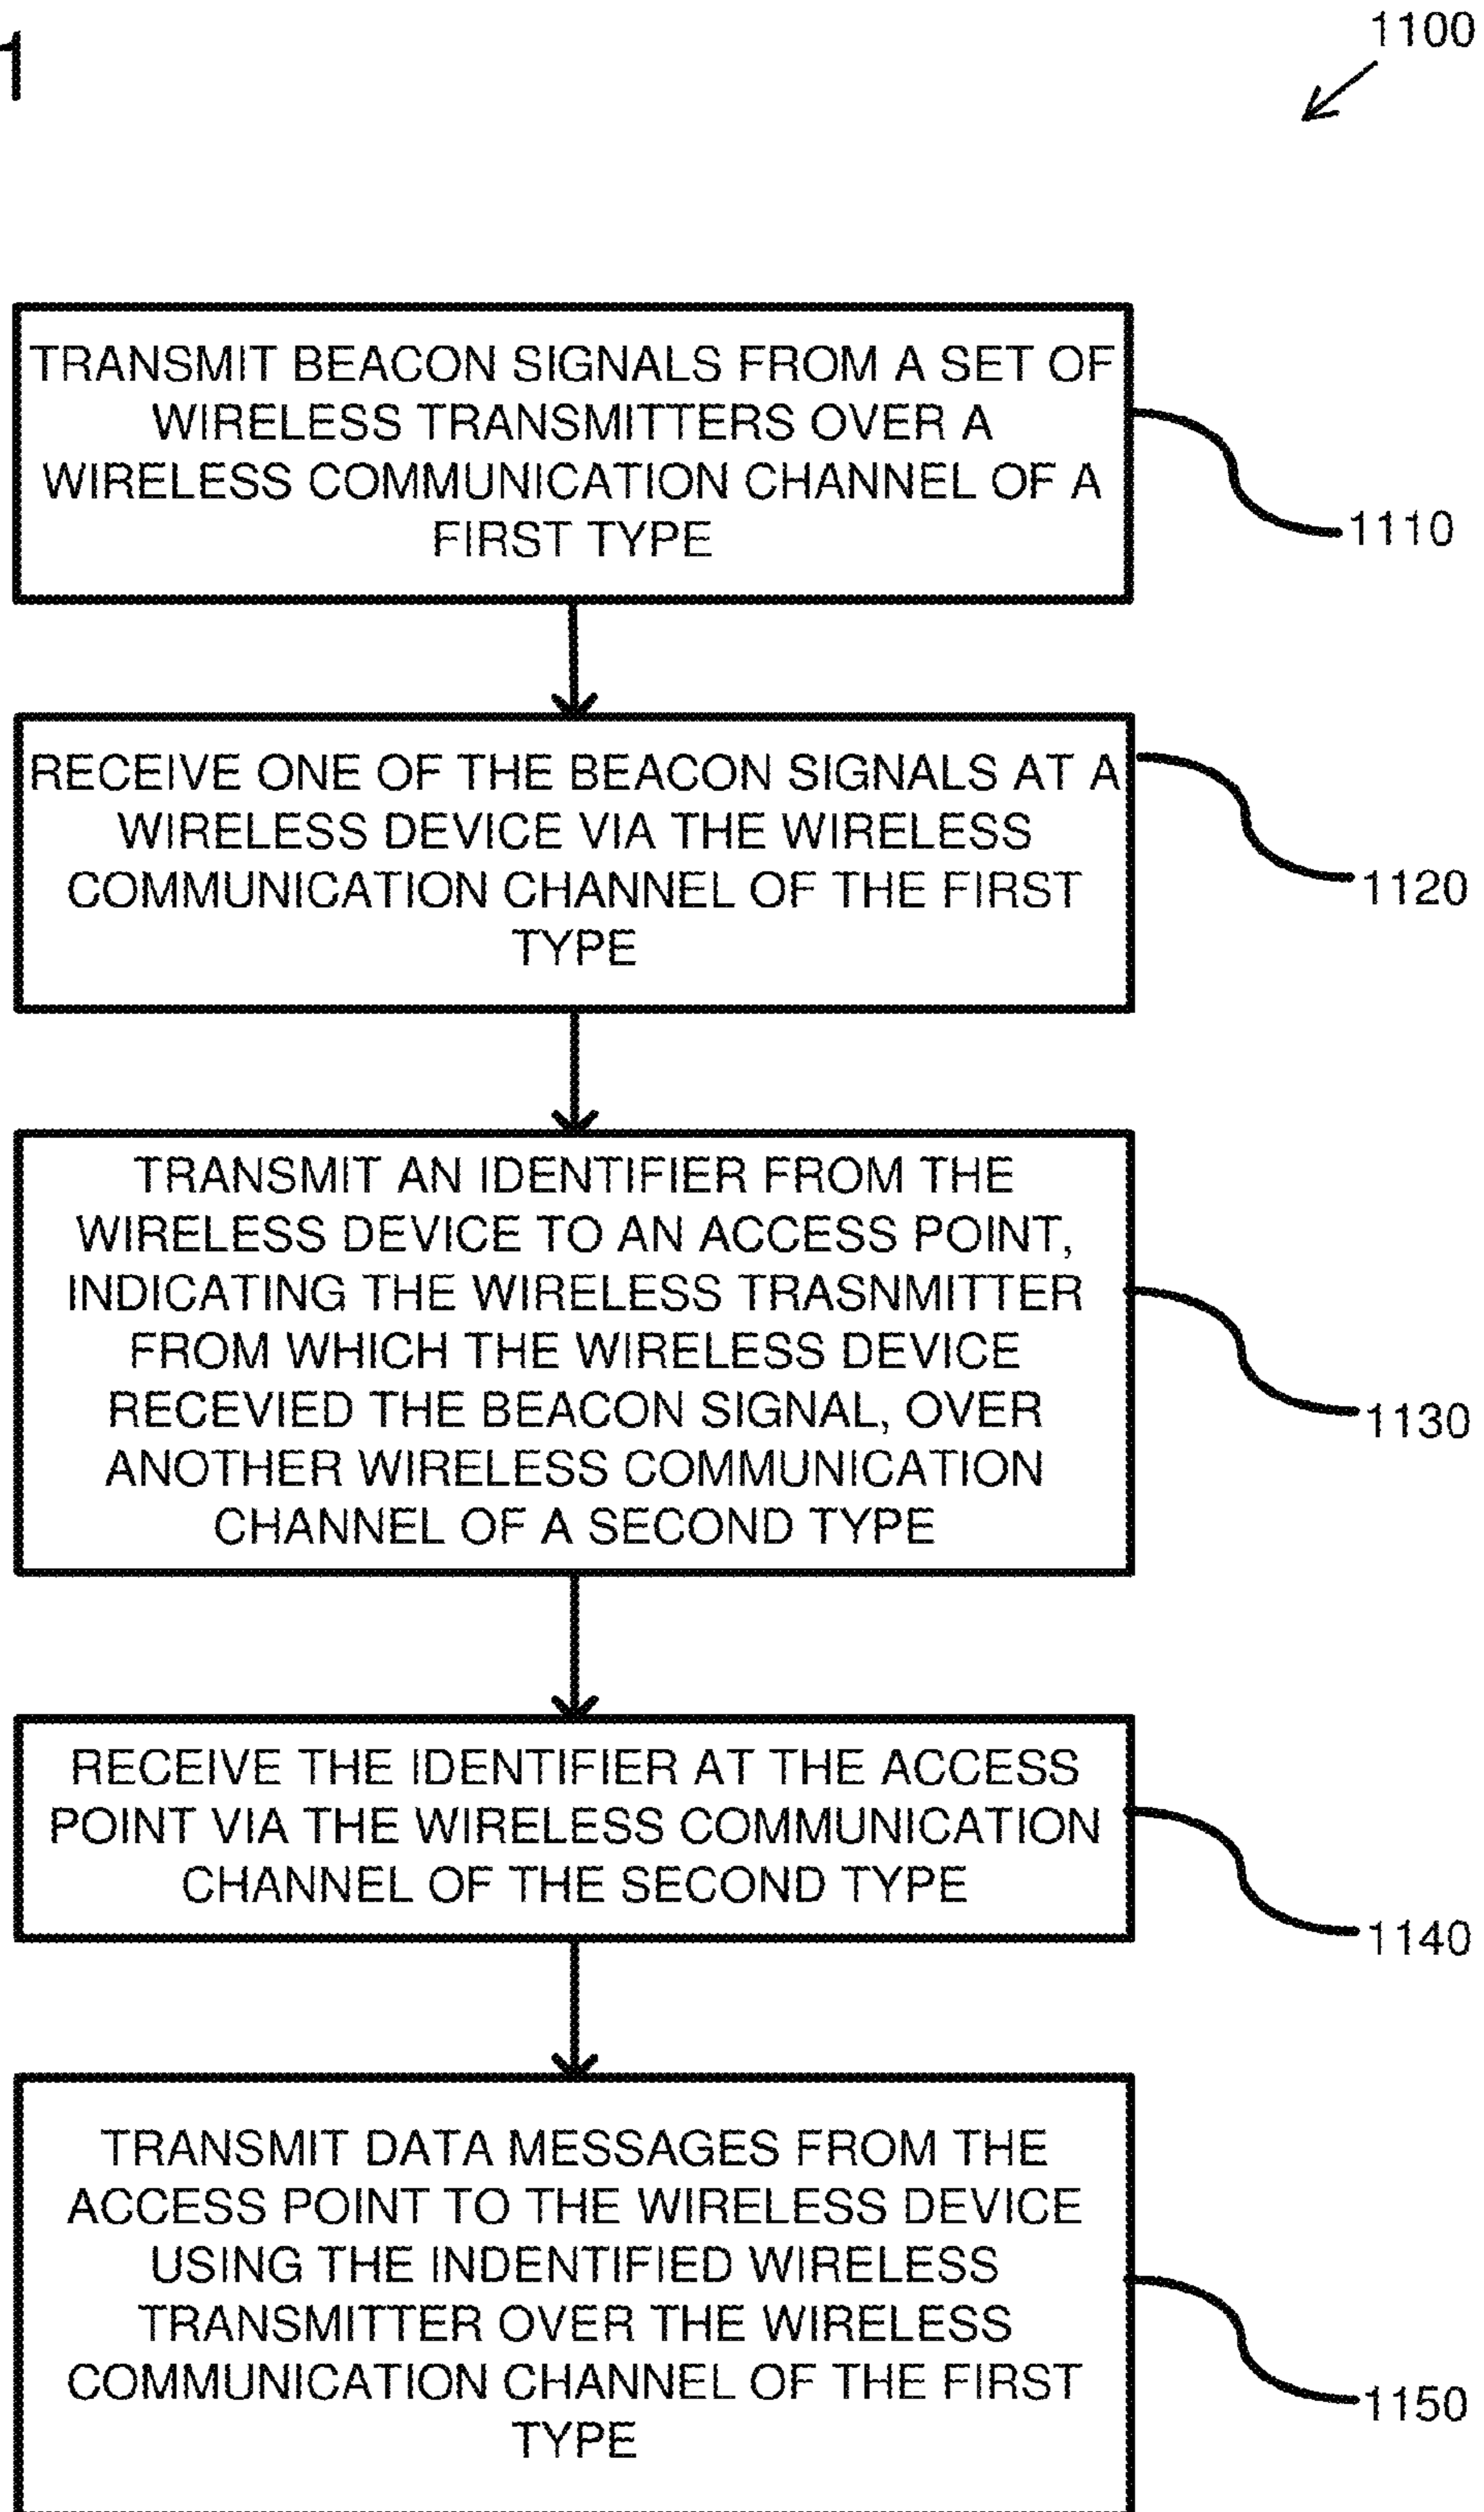 1
1100
TRANSMIT BEACON SIGNALS FROM A SET OF
WIRELESS TRANSMITTERS OVER A
WIRELESS COMMUNICATION CHANNEL OF A
FIRST TYPE
1110
RECEIVE ONE OF THE BEACON SIGNALS AT A
WIRELESS DEVICE VIA THE WIRELESS
COMMUNICATION CHANNEL OF THE FIRST
TYPE
1120
TRANSMIT AN IDENTIFIER FROM THE
WIRELESS DEVICE TO AN ACCESS POINT,
INDICATING THE WIRELESS TRASNMITTER
FROM WHICH THE WIRELESS DEVICE
RECEVIED THE BEACON SIGNAL, OVER
ANOTHER WIRELESS COMMUNICATION
CHANNEL OF A SECOND TYPE
1130
RECEIVE THE IDENTIFIER AT THE ACCESS
POINT VIA THE WIRELESS COMMUNICATION
CHANNEL OF THE SECOND TYPE
1140
TRANSMIT DATA MESSAGES FROM THE
ACCESS POINT TO THE WIRELESS DEVICE
USING THE INDENTIFIED WIRELESS
TRANSMITTER OVER THE WIRELESS
COMMUNICATION CHANNEL OF THE FIRST
TYPE
1150